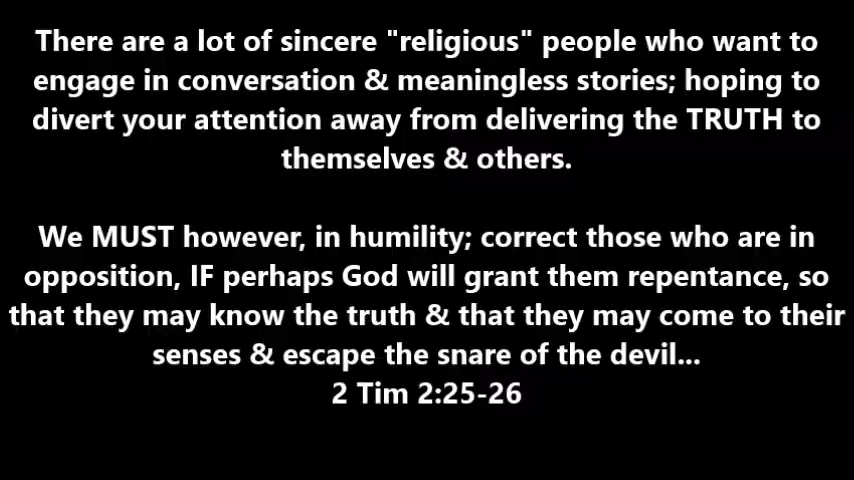 There are a lot of sincere "religious" people who want to
engage in conversation & meaningless stories; hoping to
divert your attention away from delivering the TRUTH to
themselves & others.
We MUST however, in humility; correct those who are in
opposition, IF perhaps God will grant them repentance, so
that they may know the truth & that they may come to their
senses & escape the snare of the devil...
2 Tim 2:25-26